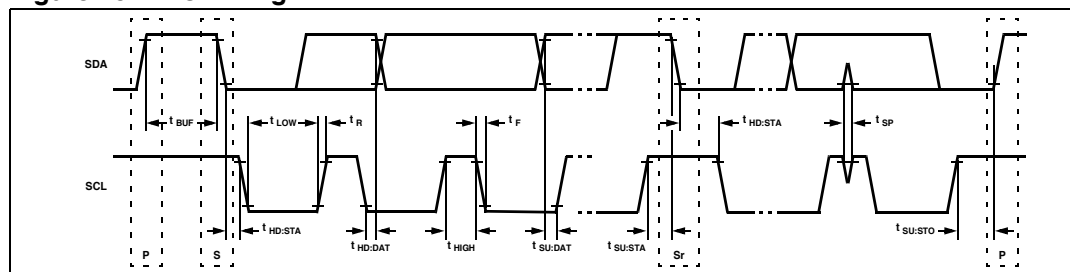 SDA
t BUF
t LOW
t R
t F
t HD:STA
t SP
SCL
t HD:STA
t HD:DAT
t HIGH
t SU:DAT
t SU:STA
t SU:STO
P
S
Sr
P